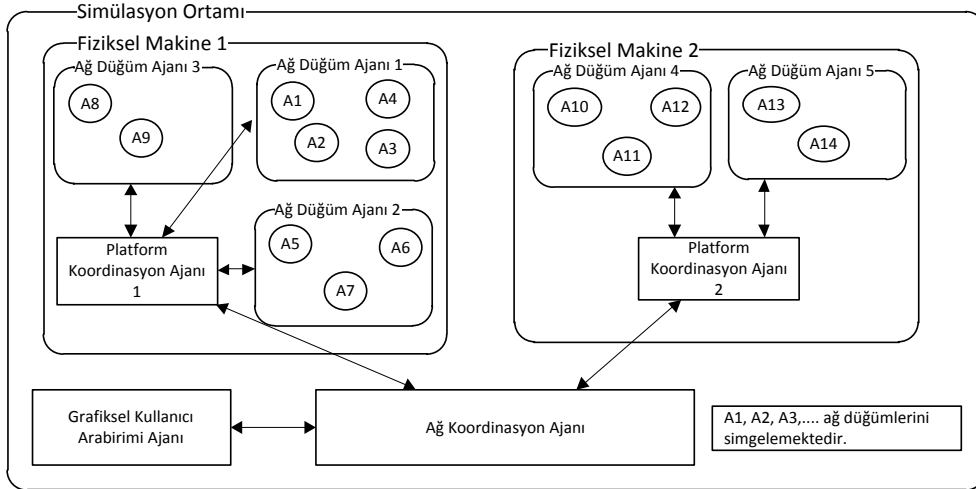 Simülasyon Ortamı
Fiziksel Makine 1
Ağ Düğüm Ajanı 3
A8
A9
Ağ Düğüm Ajanı 1
A1
A4
A2
A3
Ağ Düğüm Ajanı 2
A5
A6
A7
Platform
Koordinasyon Ajanı
1
Fiziksel Makine 2
Ağ Düğüm Ajanı 4
A10
A12
A11
Ağ Düğüm Ajanı 5
A13
A14
Platform
Koordinasyon Ajanı
2
Grafiksel Kullanıcı
Arabirimi Ajanı
Ağ Koordinasyon Ajanı
A1, A2, A3,.... ağ düğümlerini
simgelemektedir.